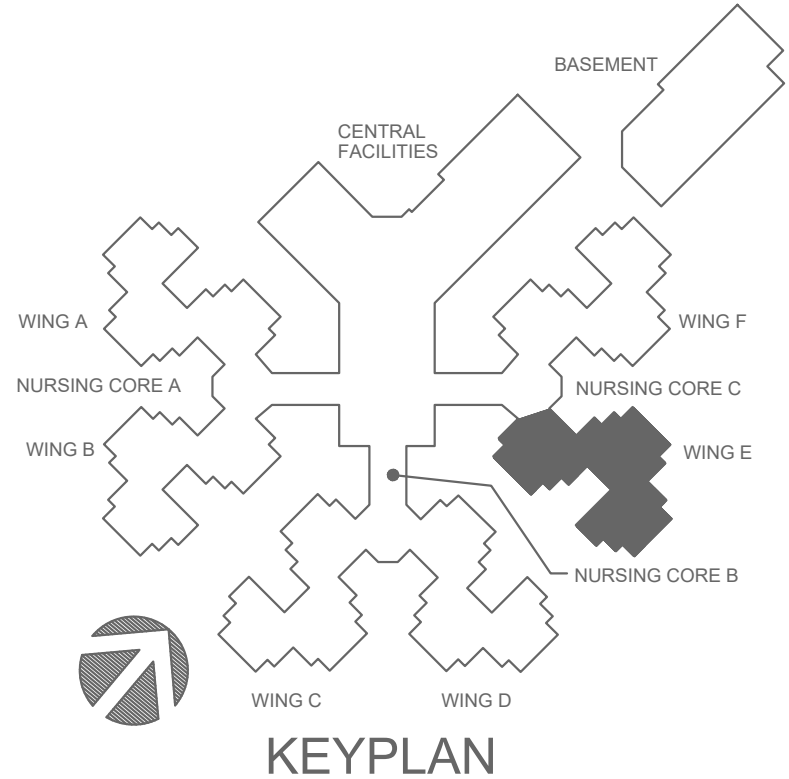 BASEMENT
CENTRAL
FACILITIES
WING A
WING F
NURSING CORE A
NURSING CORE C
WING B
WING E
NURSING CORE B
WING C
WING D
KEYPLAN